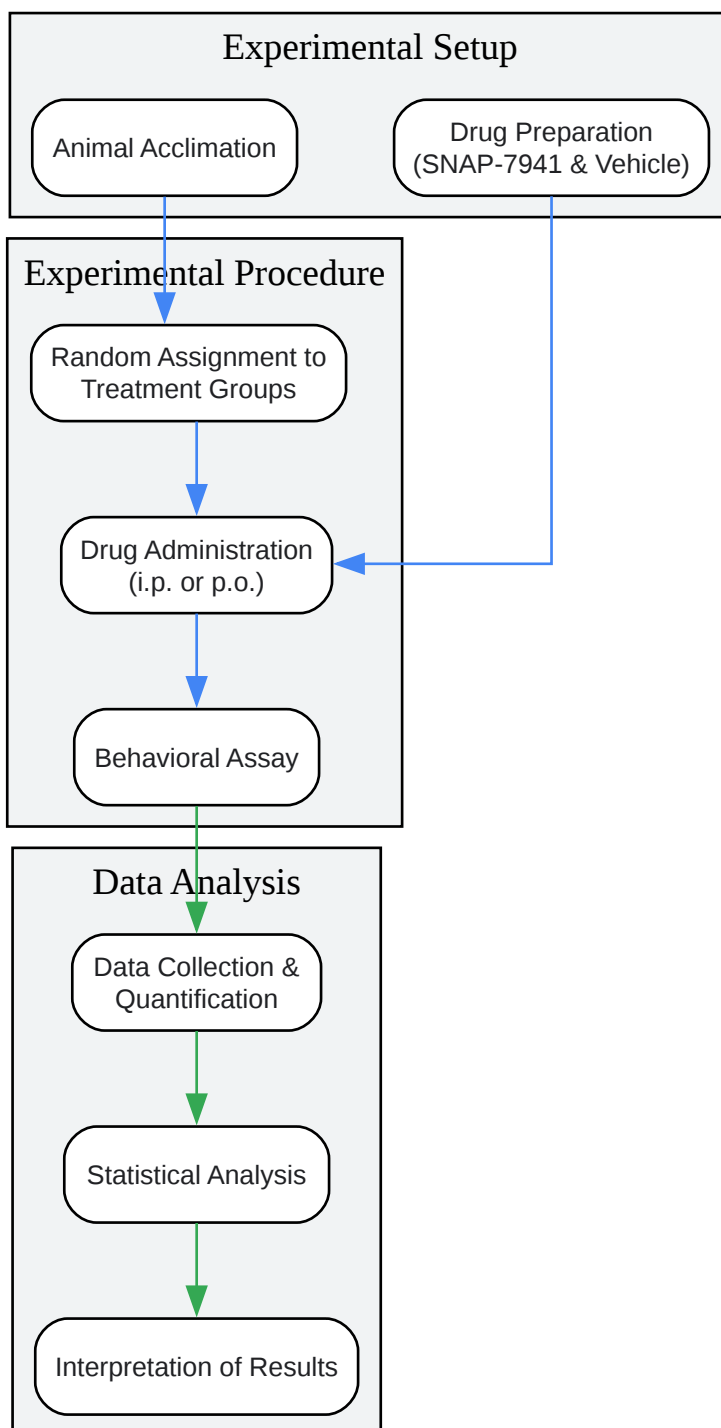 Experimental Setup
Animal Acclimation
Drug Preparation
(SNAP-7941 & Vehicle)
Experimental Procedure
Random Assignment to
Treatment Groups
Drug Administration
(i.p. or p.o.)
Behavioral Assay
Data Analysis
Data Collection &
Quantification
Statistical Analysis
Interpretation of Results